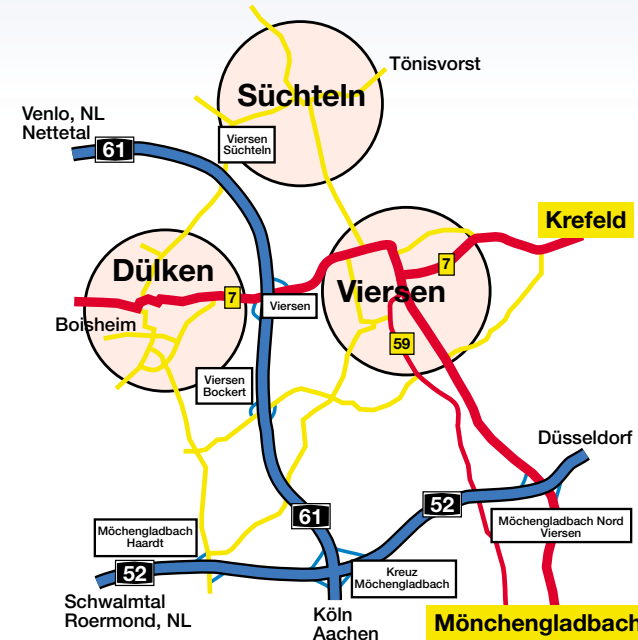 Tönisvorst
Süchteln
Venlo, NL
Nettetal
61
Viersen
Süchteln
Krefeld
7
Dülken
Viersen
7
Viersen
Boisheim
59
Viersen
Bockert
Düsseldorf
52
61
Möchengladbach Nord
Viersen
Möchengladbach
Haardt
52
Kreuz
Möchengladbach
Schwalmtal
Roermond, NL
Köln
Aachen
Mönchengladbach